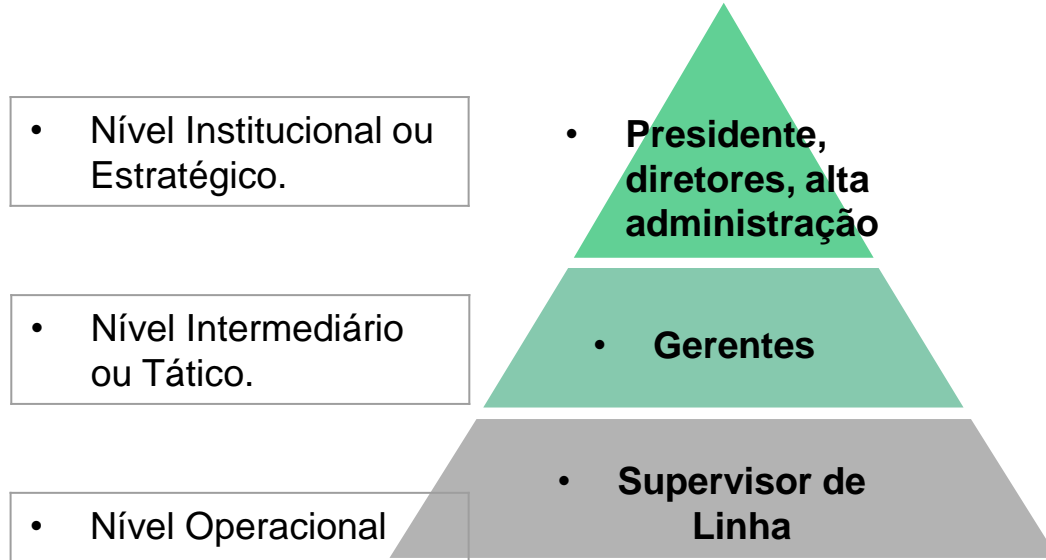 • Nível Institucional ou
Estratégico.
• Presidente,
diretores, alta
administração
• Nível Intermediário
ou Tático.
• Gerentes
• Nível Operacional
• Supervisor de
Linha